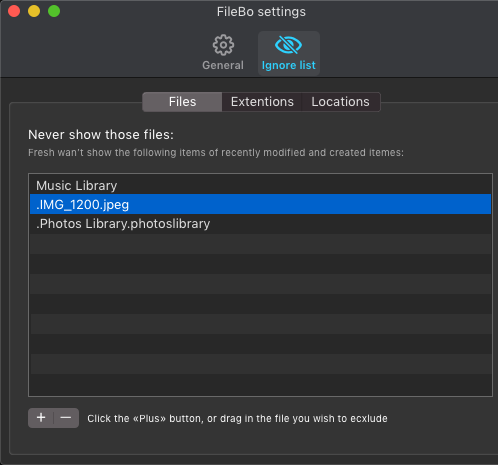 FileBo settings
General
Ignore list
Files
Extentions
Locations
Never show those files:
Fresh wan't show the following items of recently modified and created itemes:
Music Library
.IMG_1200.jpeg
.Photos Library.photoslibrary
+ −
Click the «Plus» button, or drag in the file you wish to ecxlude